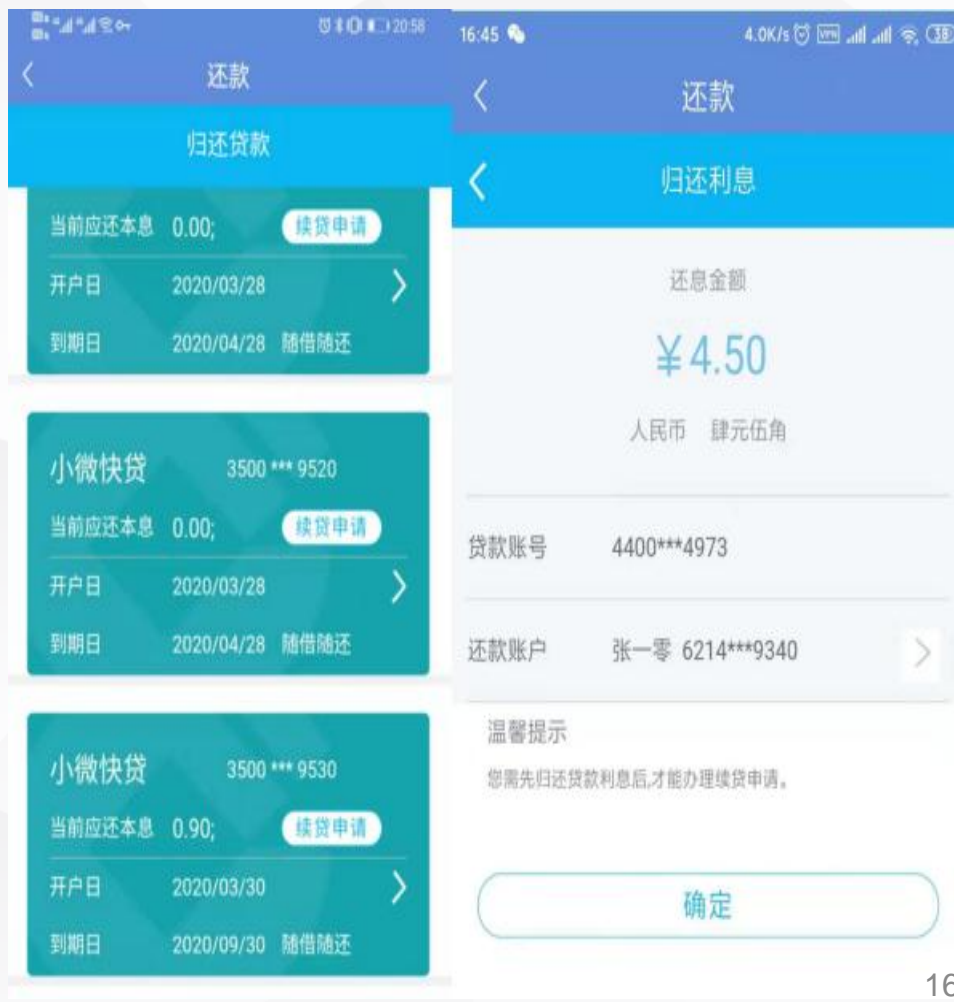 20:58
还款
归还贷款
当前应还本息 0.00; 续贷申请
开户日 2020/03/28
到期日 2020/04/28 随借随还
小微快贷 3500 *** 9520
当前应还本息 0.00; 续贷申请
开户日 2020/03/28
到期日 2020/04/28 随借随还
小微快贷 3500 *** 9530
当前应还本息 0.90; 续贷申请
开户日 2020/03/30
到期日 2020/09/30 随借随还
16:45 4.0K/s VPN 38
还款
归还利息
还息金额
￥4.50
人民币 肆元伍角
贷款账号 4400***4973
还款账户 张一零 6214***9340
温馨提示
您需先归还贷款利息后,才能办理续贷申请。
确定
16